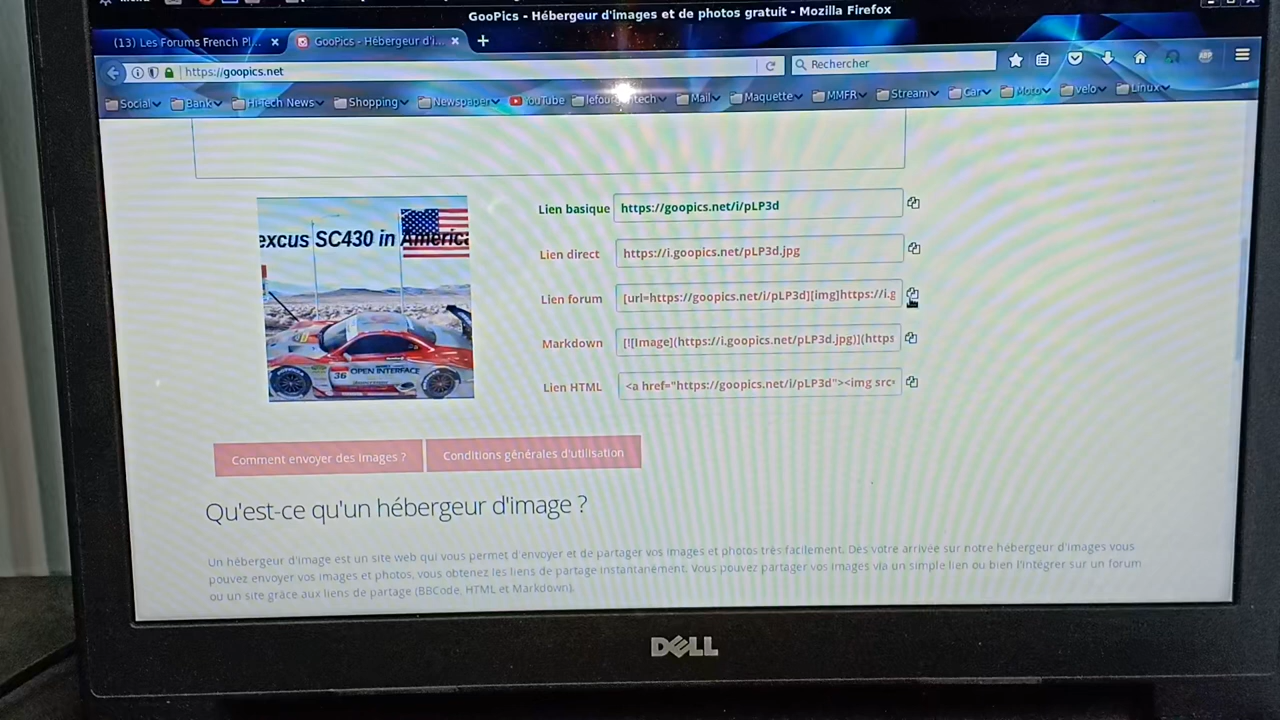 GooPics - Hébergeur d'images et de photos gratuit - Mozilla Firefox
(13) Les Forums French Pl...
GooPics - Hébergeur d'i...
https://goopics.net
Rechercher
Social
Bank
Hi-Tech News
Shopping
Newspaper
YouTube
Mail
Maquette
MMFR
Stream
Car
Moto
velo
Linux
excus SC430 in America
36 OPEN INTERFACE
Lien basique https://goopics.net/i/pLP3d
Lien direct https://i.goopics.net/pLP3d.jpg
Lien forum [url=https://goopics.net/i/pLP3d][img]https://i.g
Markdown [![Image](https://i.goopics.net/pLP3d.jpg)](https
Lien HTML <a href="https://goopics.net/i/pLP3d"><img src=
Comment envoyer des images ?
Conditions générales d'utilisation
Qu'est-ce qu'un hébergeur d'image ?
Un hébergeur d'image est un site web qui vous permet d'envoyer et de partager vos images et photos très facilement. Dès votre arrivée sur notre hébergeur d'images vous
pouvez envoyer vos images et photos, vous obtenez les liens de partage instantanément. Vous pouvez partager vos images via un simple lien ou bien l'intégrer sur un forum
ou un site grâce aux liens de partage (BBCode, HTML et Markdown).
DELL